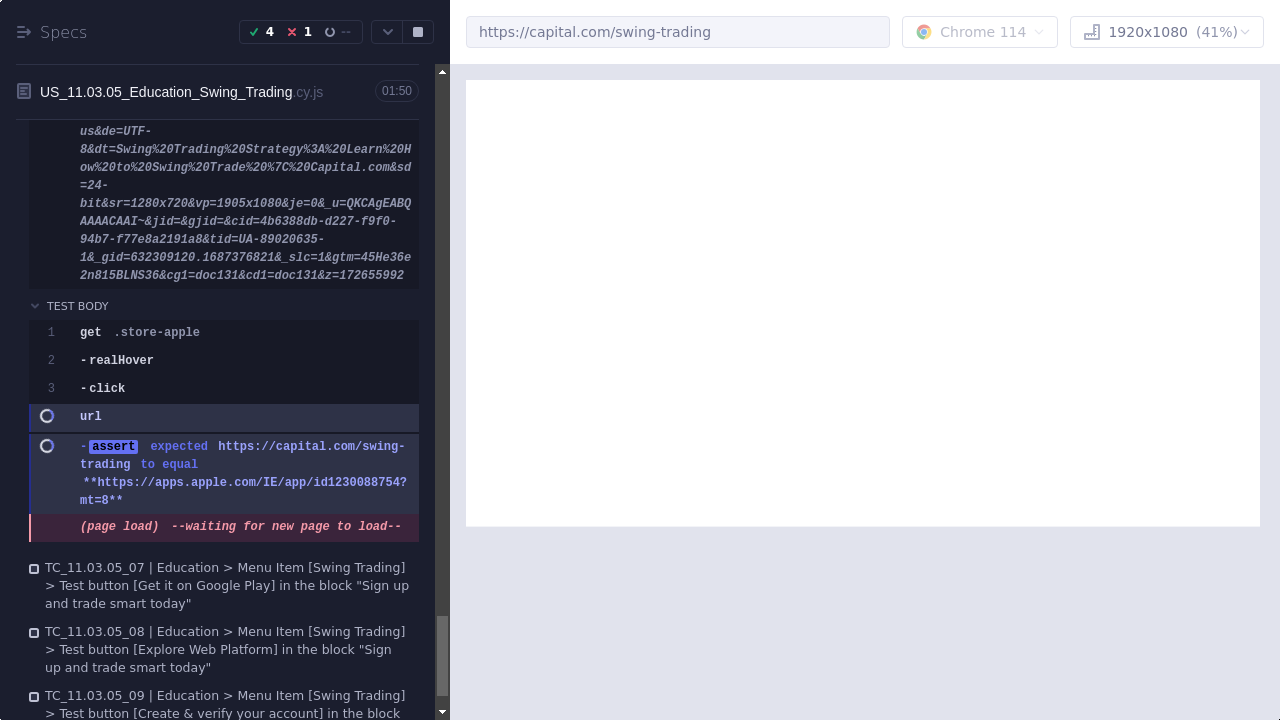 Specs
4
1
--
https://capital.com/swing-trading
Chrome 114
1920x1080 (41%)
US_11.03.05_Education_Swing_Trading.cy.js
01:50
us&de=UTF-
8&dt=Swing%20Trading%20Strategy%3A%20Learn%20H
ow%20to%20Swing%20Trade%20%7C%20Capital.com&sd
=24-
bit&sr=1280x720&vp=1905x1080&je=0&_u=QKCAgEABQ
AAAACAAI~&jid=&gjid=&cid=4b6388db-d227-f9f0-
94b7-f77e8a2191a8&tid=UA-89020635-
1&_gid=632309120.1687376821&_slc=1&gtm=45He36e
2n815BLNS36&cg1=doc131&cd1=doc131&z=172655992
TEST BODY
1 get .store-apple
2 -realHover
3 -click
url
-assert expected https://capital.com/swing-
trading to equal
**https://apps.apple.com/IE/app/id1230088754?
mt=8**
(page load) --waiting for new page to load--
TC_11.03.05_07 | Education > Menu Item [Swing Trading]
> Test button [Get it on Google Play] in the block "Sign up
and trade smart today"
TC_11.03.05_08 | Education > Menu Item [Swing Trading]
> Test button [Explore Web Platform] in the block "Sign
up and trade smart today"
TC_11.03.05_09 | Education > Menu Item [Swing Trading]
> Test button [Create & verify your account] in the block